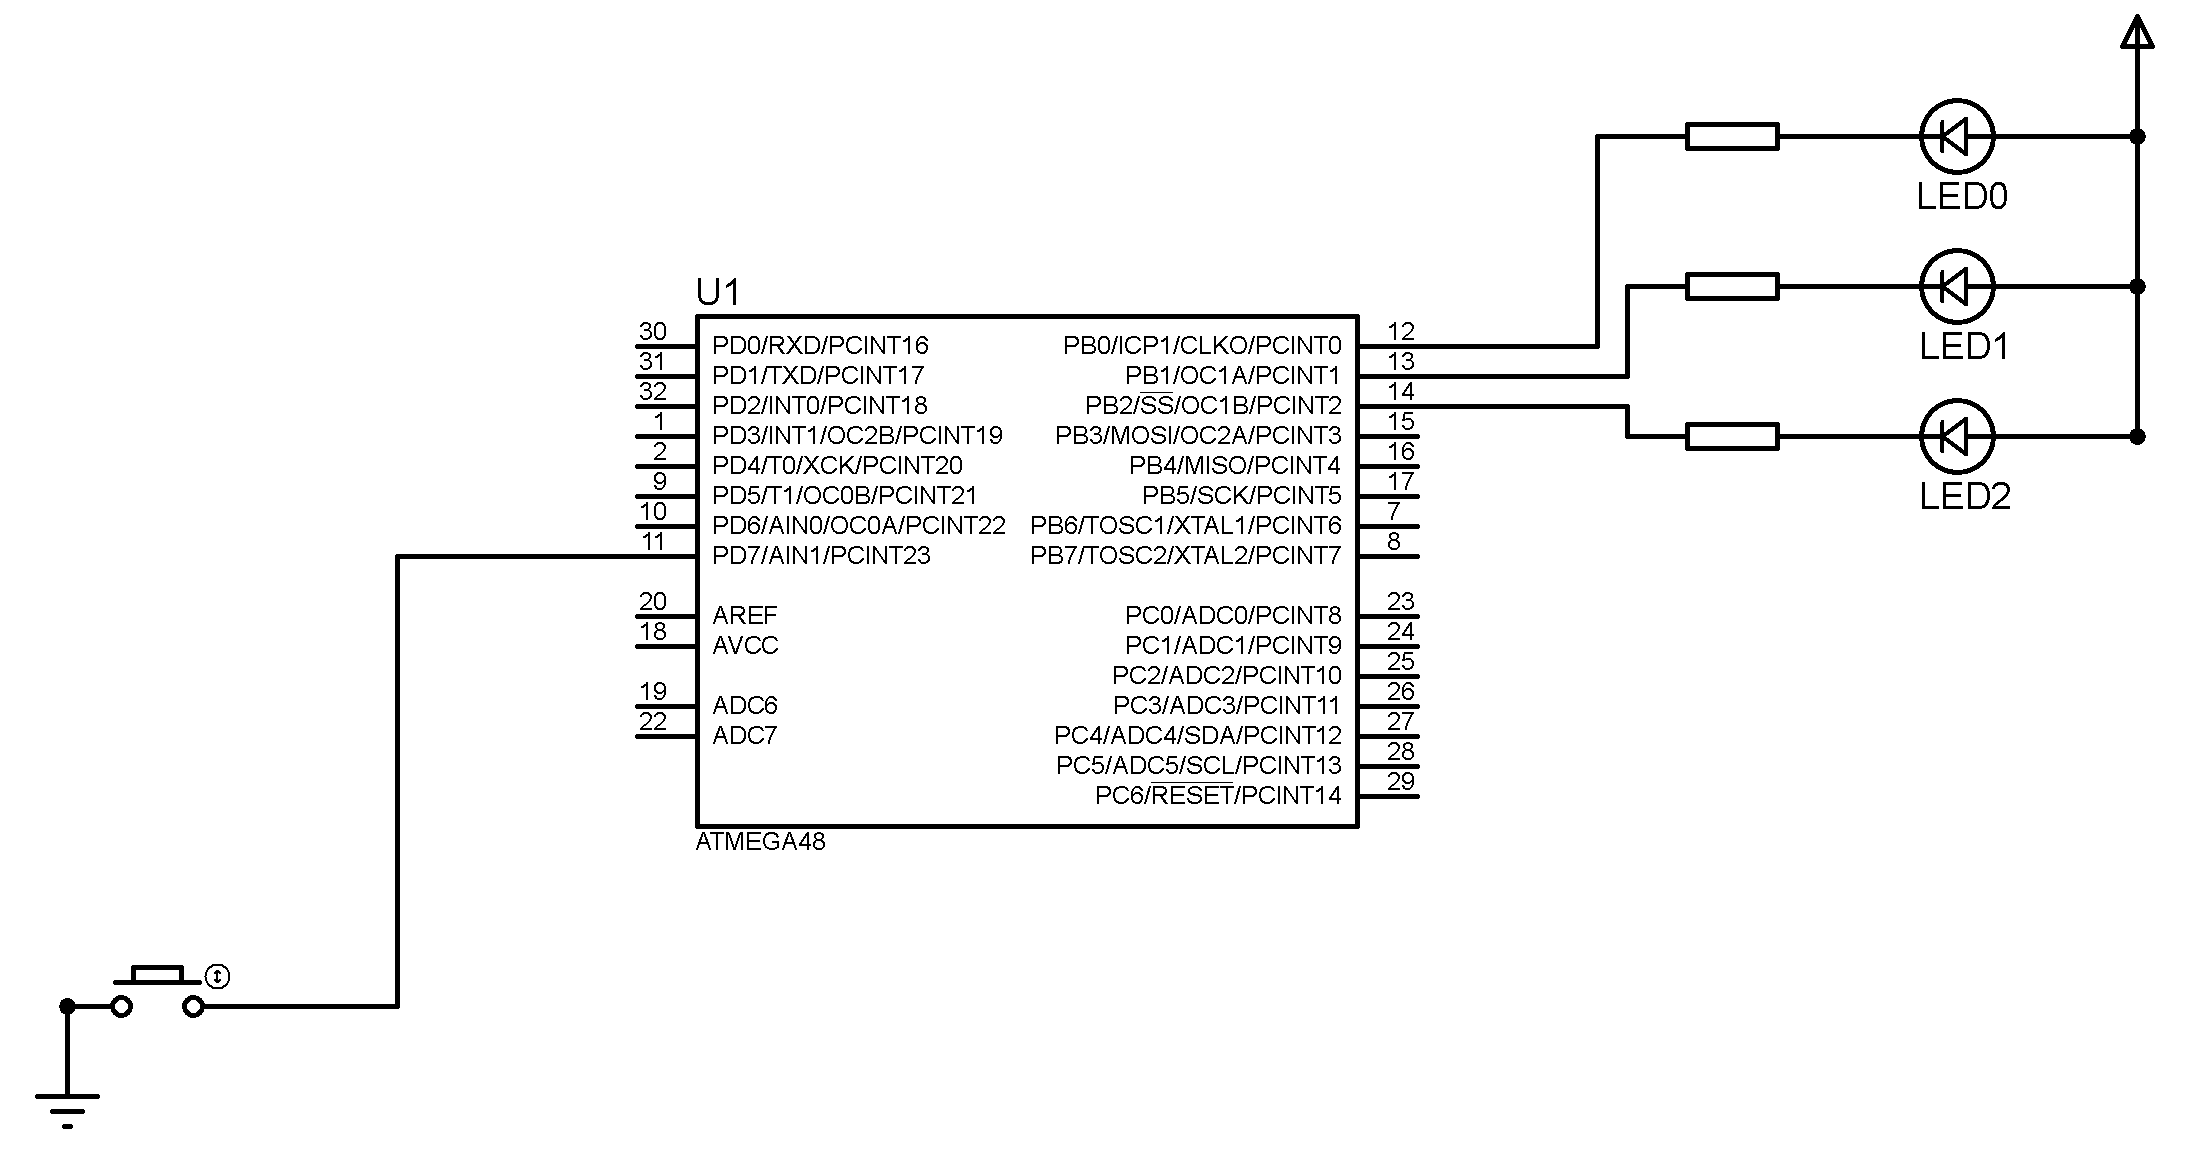 LED0
LED1
LED2
U1
30 PD0/RXD/PCINT16 PB0/ICP1/CLKO/PCINT0 12
31 PD1/TXD/PCINT17 PB1/OC1A/PCINT1 13
32 PD2/INT0/PCINT18 PB2/SS/OC1B/PCINT2 14
1 PD3/INT1/OC2B/PCINT19 PB3/MOSI/OC2A/PCINT3 15
2 PD4/T0/XCK/PCINT20 PB4/MISO/PCINT4 16
9 PD5/T1/OC0B/PCINT21 PB5/SCK/PCINT5 17
10 PD6/AIN0/OC0A/PCINT22 PB6/TOSC1/XTAL1/PCINT6 7
11 PD7/AIN1/PCINT23 PB7/TOSC2/XTAL2/PCINT7 8
20 AREF PC0/ADC0/PCINT8 23
18 AVCC PC1/ADC1/PCINT9 24
PC2/ADC2/PCINT10 25
19 ADC6 PC3/ADC3/PCINT11 26
22 ADC7 PC4/ADC4/SDA/PCINT12 27
PC5/ADC5/SCL/PCINT13 28
PC6/RESET/PCINT14 29
ATMEGA48